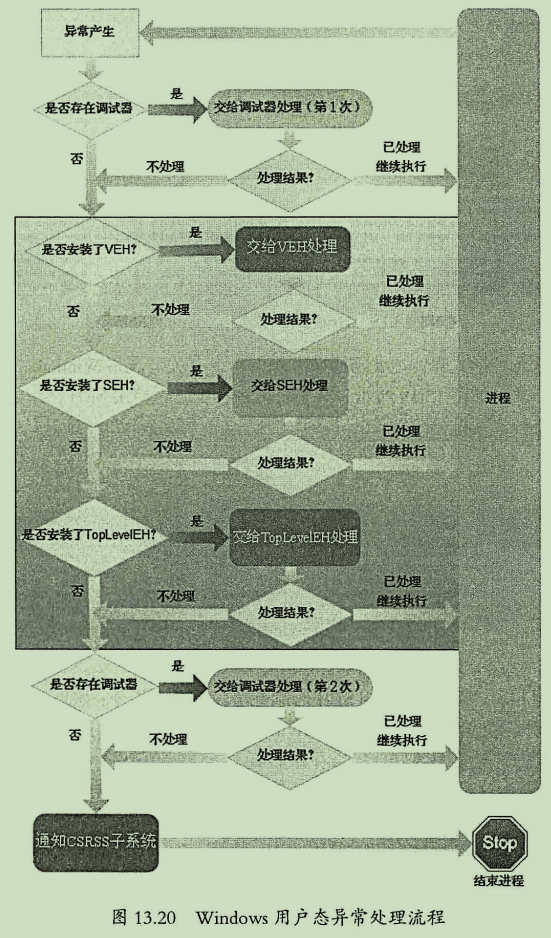 异常产生
是否存在调试器
是
交给调试器处理（第1次）
否
不处理
处理结果？
已处理
继续执行
是否安装了VEH?
是
交给VEH处理
否
不处理
处理结果？
已处理
继续执行
是否安装了SEH?
是
交给SEH处理
进程
否
不处理
处理结果？
已处理
继续执行
是否安装了TopLevelEH?
是
交给TopLevelEH处理
否
不处理
处理结果？
已处理
继续执行
是否存在调试器
是
交给调试器处理（第2次）
否
不处理
处理结果？
已处理
继续执行
通知CSRSS子系统
Stop
结束进程
图 13.20 Windows 用户态异常处理流程